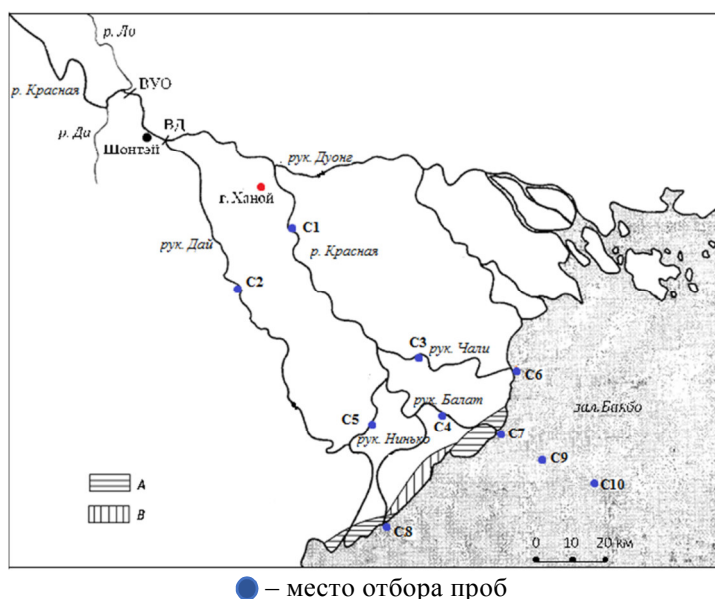 р. Ло
р. Красная
ВУО
р. Да
ВД
Шонтэй
рук. Дуонг
г. Ханой
С1
р. Красная
рук. Дай
С2
С3
рук. Чали
С6
рук. Балат
зал. Бакбо
С5
С4
С7
рук. Нинько
С9
А
С10
В
С8
0 10 20 км
– место отбора проб